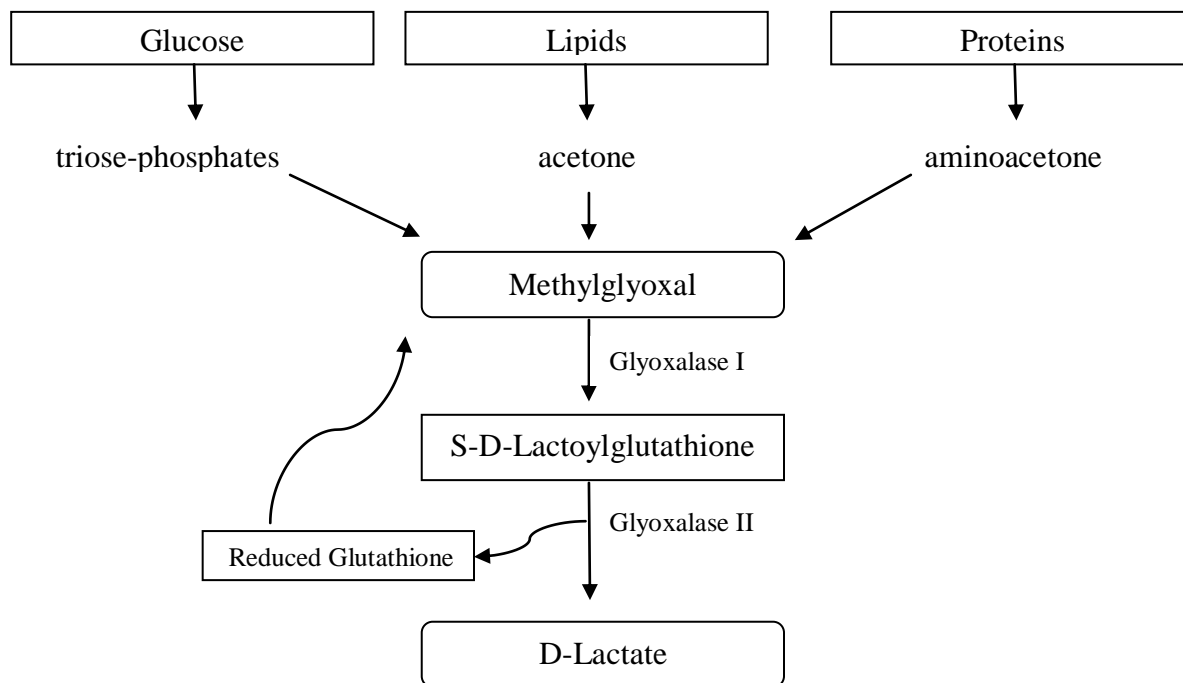 Glucose
Lipids
Proteins
triose-phosphates
acetone
aminoacetone
Methylglyoxal
Glyoxalase I
S-D-Lactoylglutathione
Glyoxalase II
Reduced Glutathione
D-Lactate